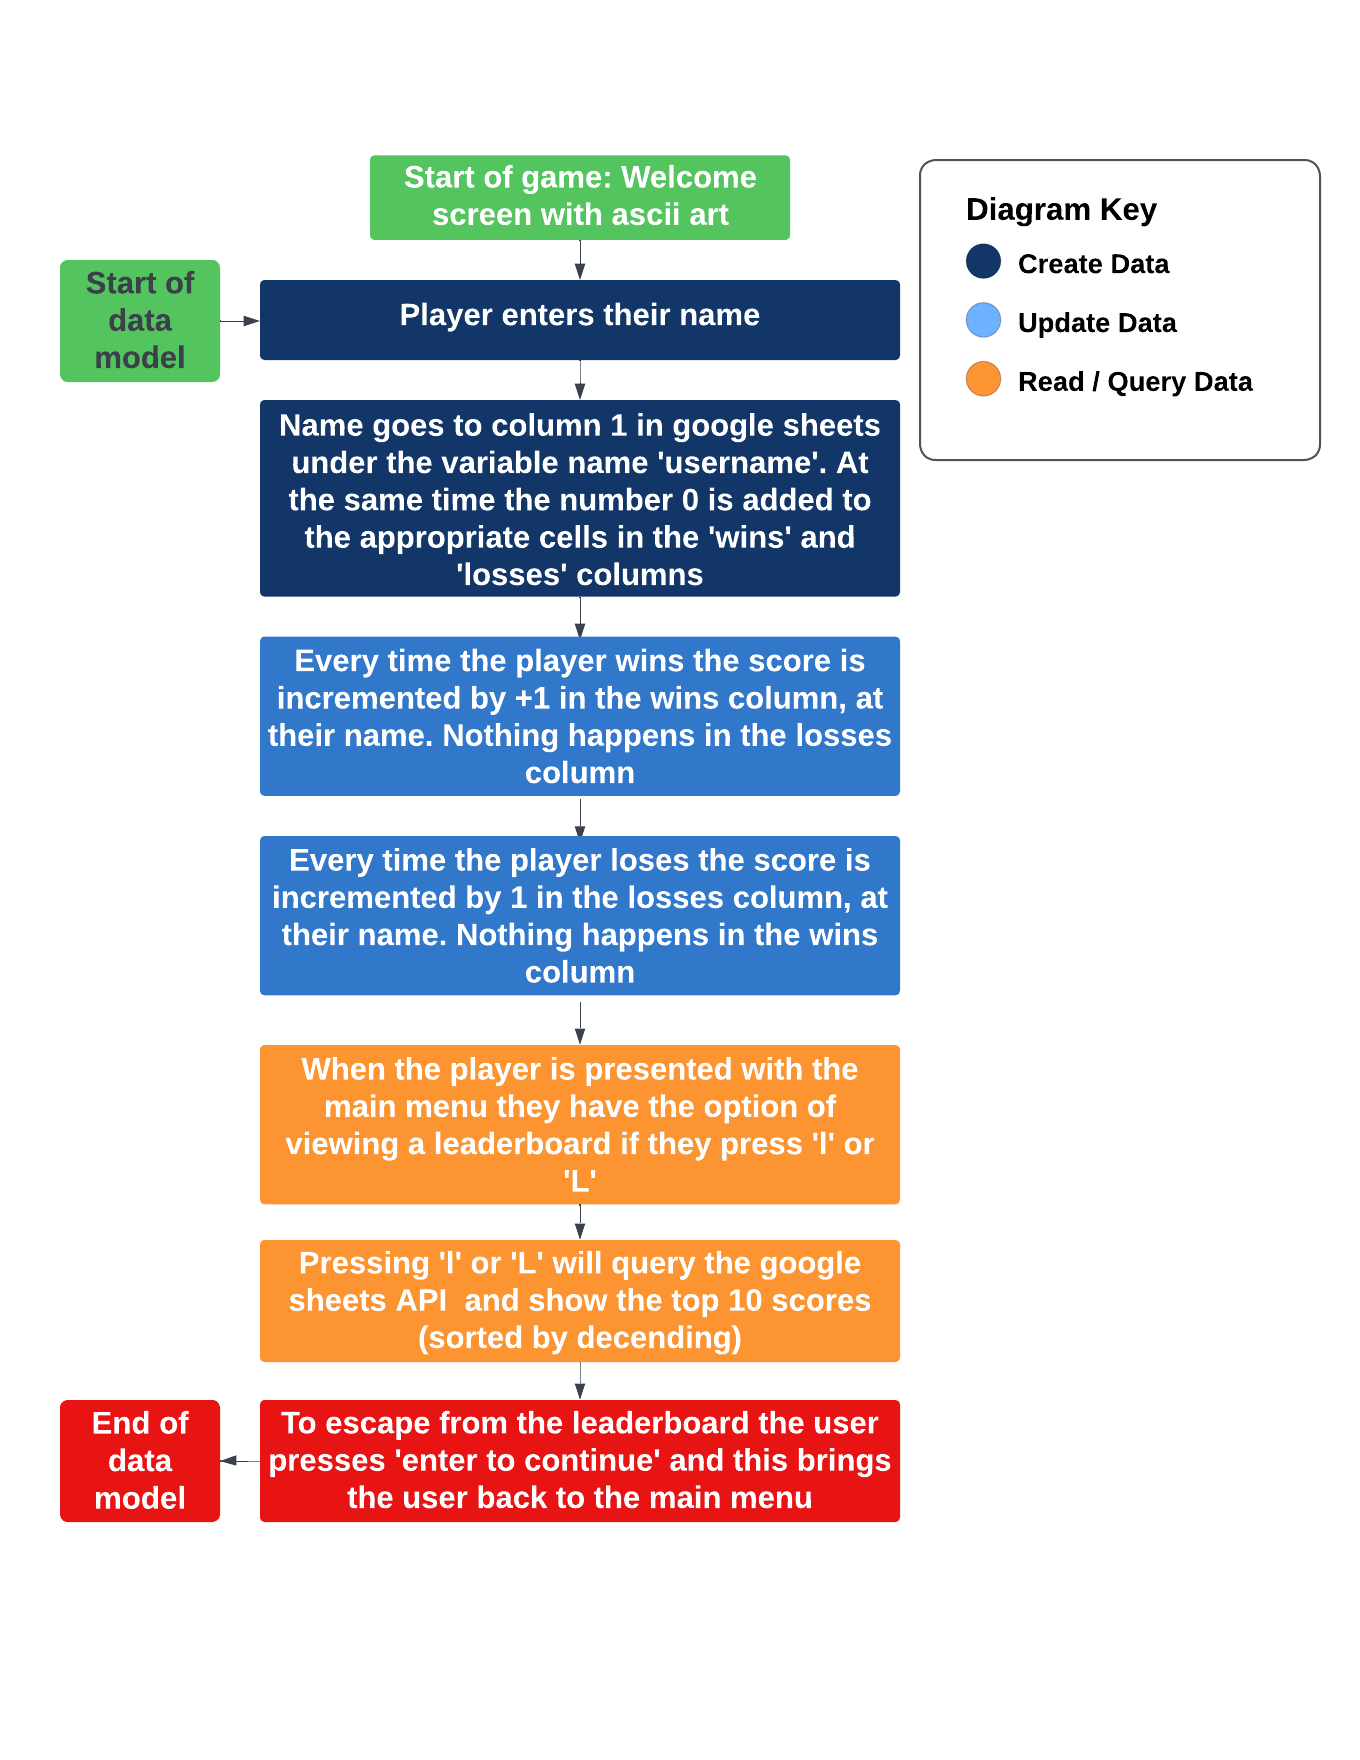 Start of game: Welcome
screen with ascii art
Start of
data
model
Player enters their name
Name goes to column 1 in google sheets
under the variable name 'username'. At
the same time the number 0 is added to
the appropriate cells in the 'wins' and
'losses' columns
Every time the player wins the score is
incremented by +1 in the wins column, at
their name. Nothing happens in the losses
column
Every time the player loses the score is
incremented by 1 in the losses column, at
their name. Nothing happens in the wins
column
When the player is presented with the
main menu they have the option of
viewing a leaderboard if they press 'l' or
'L'
Pressing 'l' or 'L' will query the google
sheets API  and show the top 10 scores
(sorted by decending)
To escape from the leaderboard the user
presses 'enter to continue' and this brings
the user back to the main menu
End of
data
model
Diagram Key
Create Data
Update Data
Read / Query Data